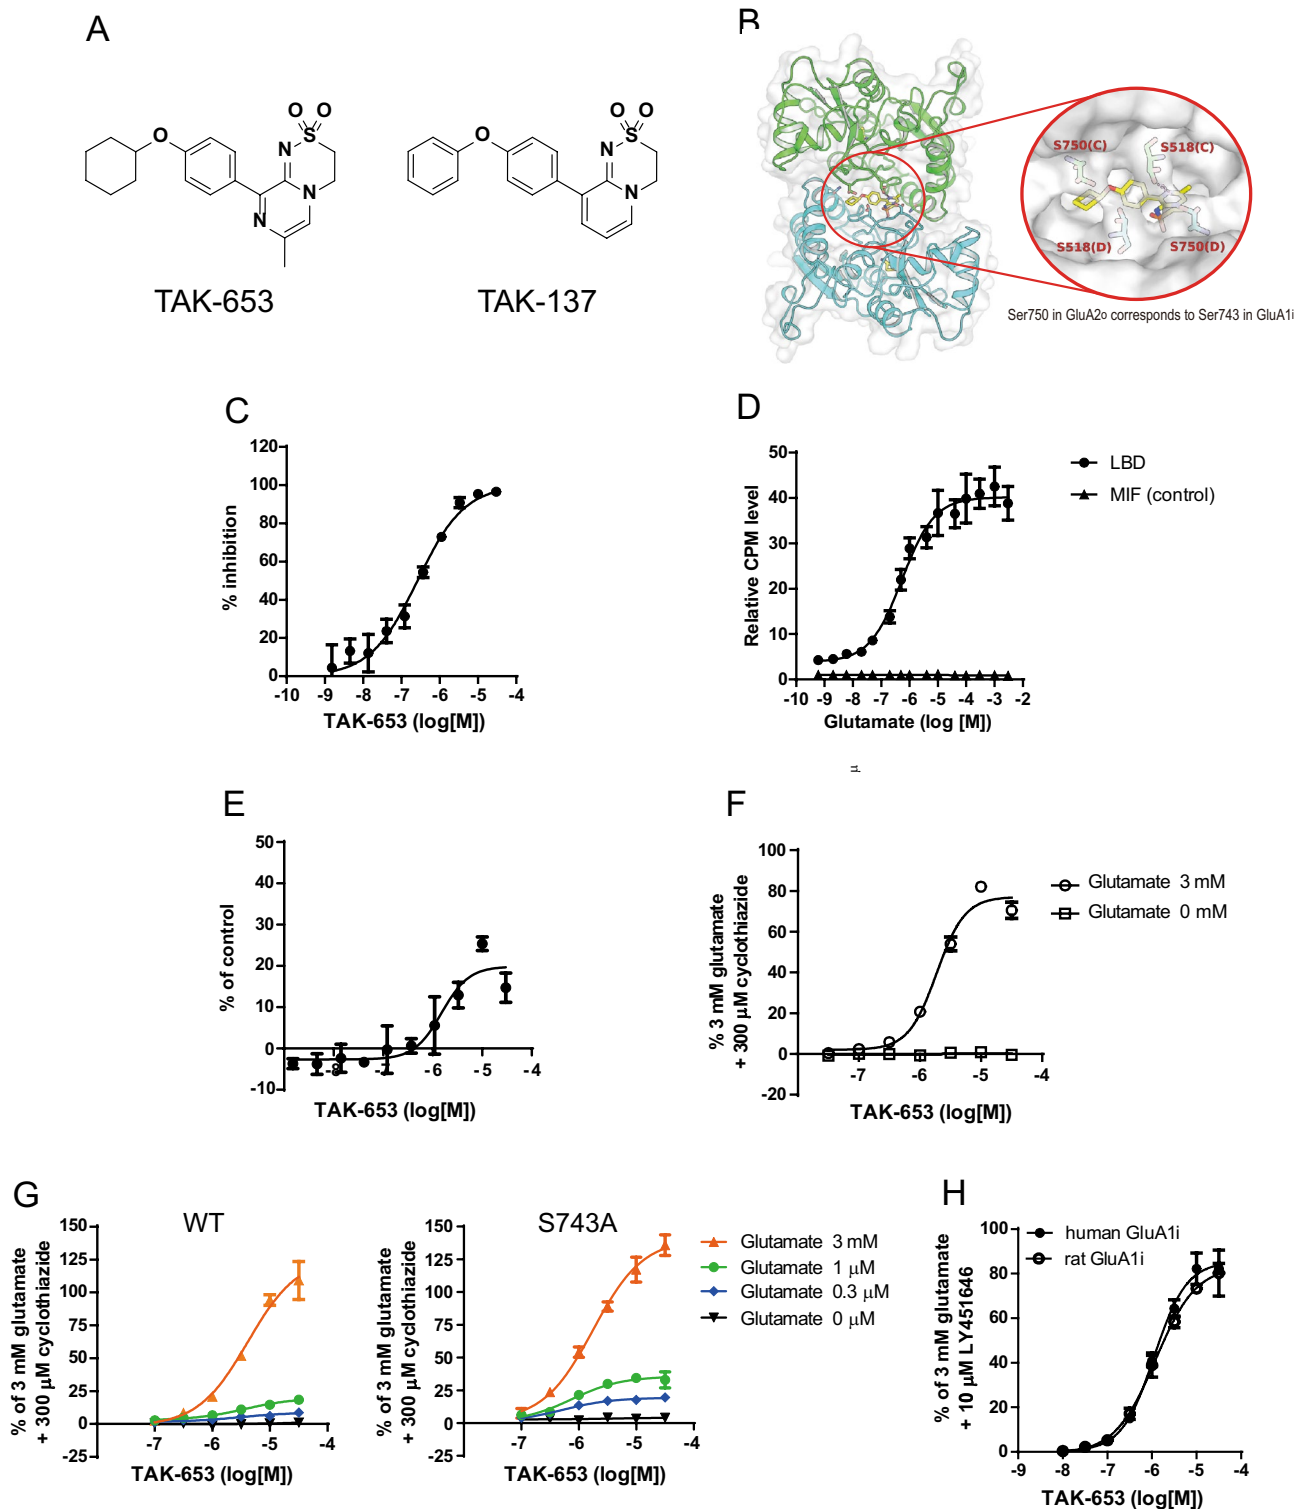 A
B
O
O
O
S
N
N
N
TAK-653
O
O
O
S
N
N
TAK-137
S750(C)
S518(C)
S518(D)
S750(D)
Ser750 in GluA2o corresponds to Ser743 in GluA1i
C
% inhibition
120
100
80
60
40
20
0
-10 -9 -8 -7 -6 -5 -4
TAK-653 (log[M])
D
Relative CPM level
50
40
30
20
10
0
-10 -9 -8 -7 -6 -5 -4 -3 -2
Glutamate (log [M])
LBD
MIF (control)
μ
E
% of control
50
40
30
20
10
0
-10
-8 -7 -6 -5 -4
TAK-653 (log[M])
F
% 3 mM glutamate
+ 300 μM cyclothiazide
100
80
60
40
20
0
-20
-7 -6 -5 -4
TAK-653 (log[M])
Glutamate 3 mM
Glutamate 0 mM
G
WT
% of 3 mM glutamate
+ 300 μM cyclothiazide
150
125
100
75
50
25
0
-25
-7 -6 -5 -4
TAK-653 (log[M])
S743A
% of 3 mM glutamate
+ 300 μM cyclothiazide
150
125
100
75
50
25
0
-25
-7 -6 -5 -4
TAK-653 (log[M])
Glutamate 3 mM
Glutamate 1 μM
Glutamate 0.3 μM
Glutamate 0 μM
H
% of 3 mM glutamate
+ 10 μM LY451646
100
80
60
40
20
0
-9 -8 -7 -6 -5 -4
TAK-653 (log[M])
human GluA1i
rat GluA1i